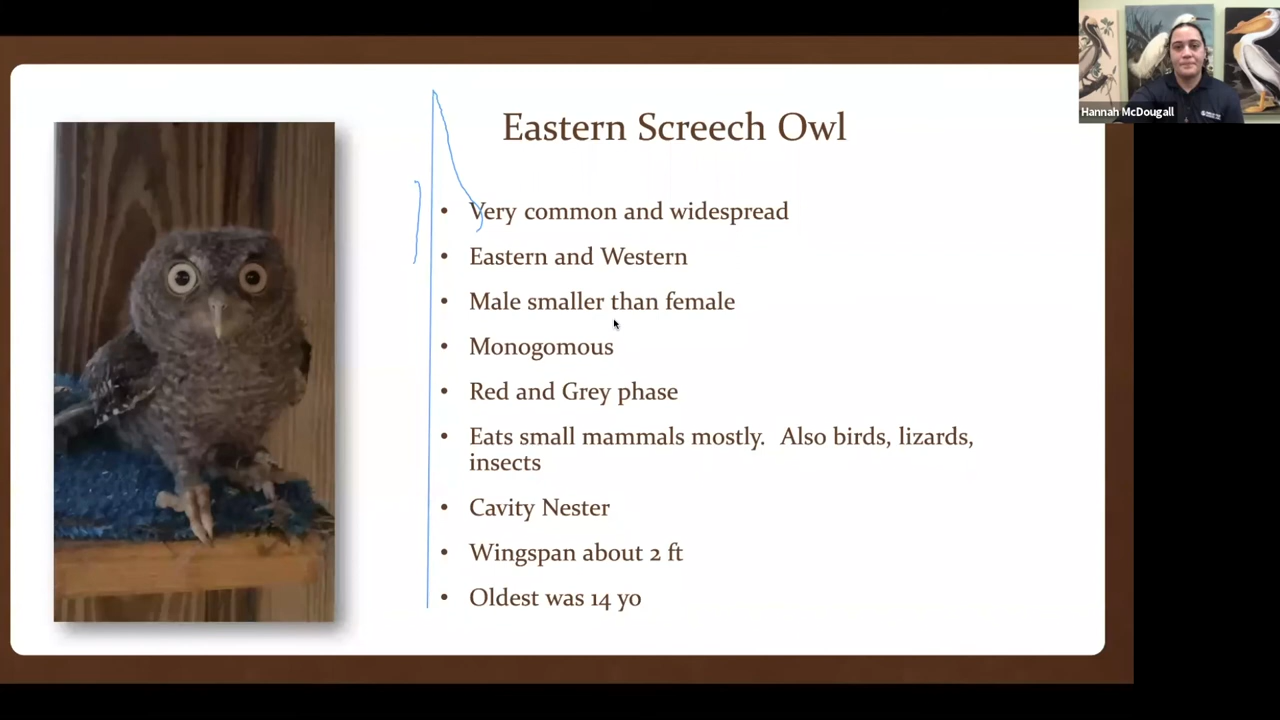 Hannah McDougall
Eastern Screech Owl
• Very common and widespread
• Eastern and Western
• Male smaller than female
• Monogomous
• Red and Grey phase
• Eats small mammals mostly.  Also birds, lizards,
insects
• Cavity Nester
• Wingspan about 2 ft
• Oldest was 14 yo